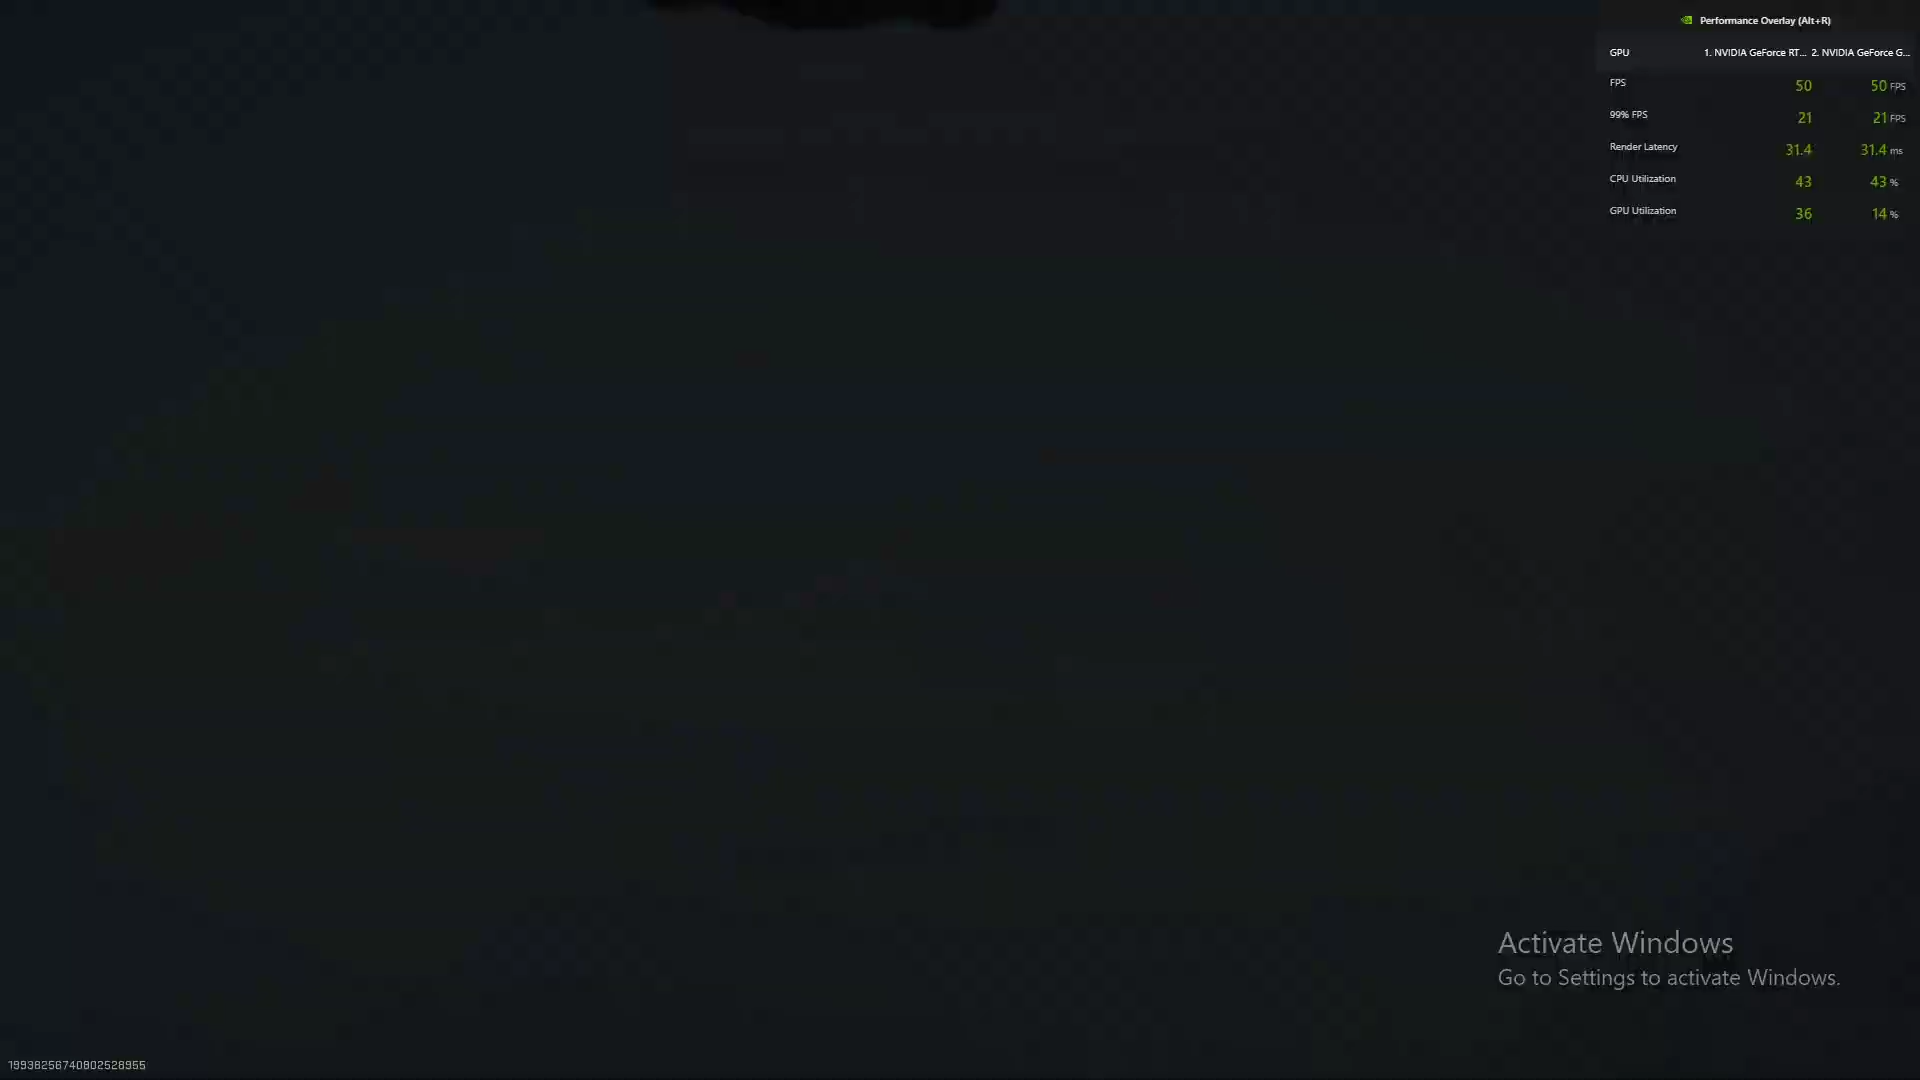 Performance Overlay (Alt+R)
GPU 1. NVIDIA GeForce RT... 2. NVIDIA GeForce G...
FPS 50 50 FPS
99% FPS 21 21 FPS
Render Latency 31.4 31.4 ms
CPU Utilization 43 43 %
GPU Utilization 36 14 %
Activate Windows
Go to Settings to activate Windows.
19938256740802528955